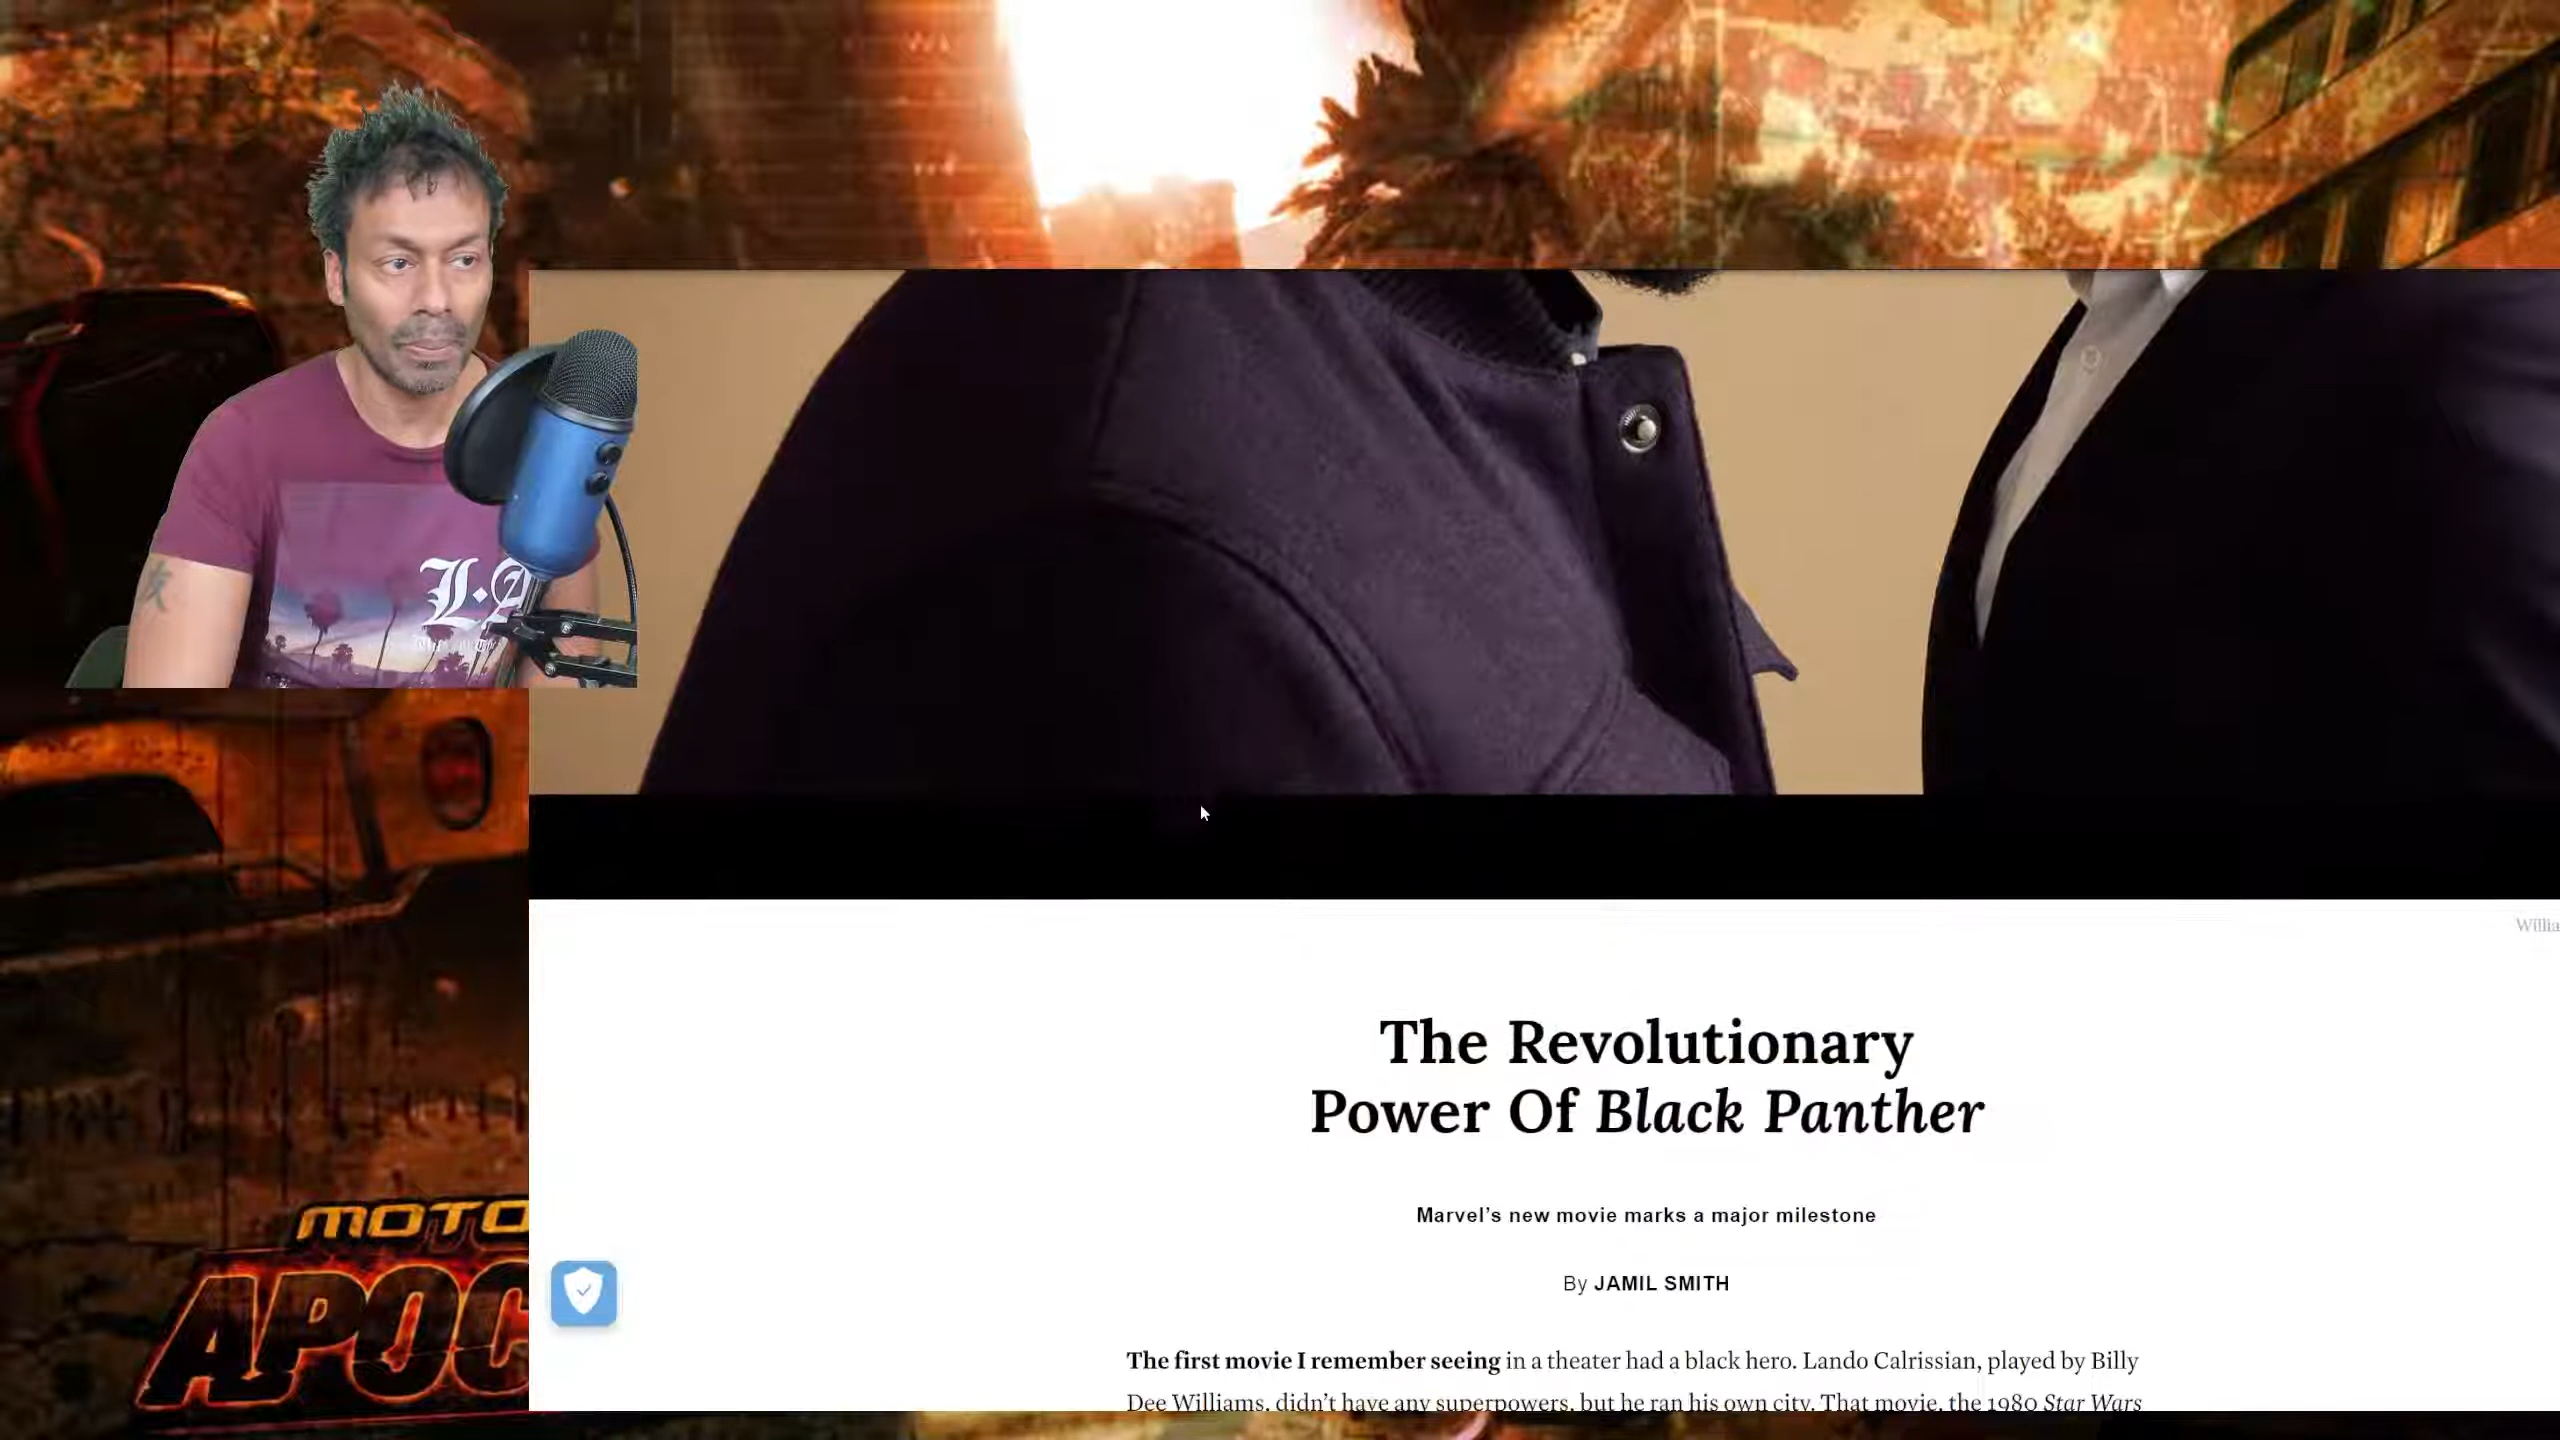 友
L·A
Willia
The Revolutionary
Power Of Black Panther
Marvel's new movie marks a major milestone
By JAMIL SMITH
MOTO
APOC
The first movie I remember seeing in a theater had a black hero. Lando Calrissian, played by Billy
Dee Williams, didn't have any superpowers, but he ran his own city. That movie, the 1980 Star Wars